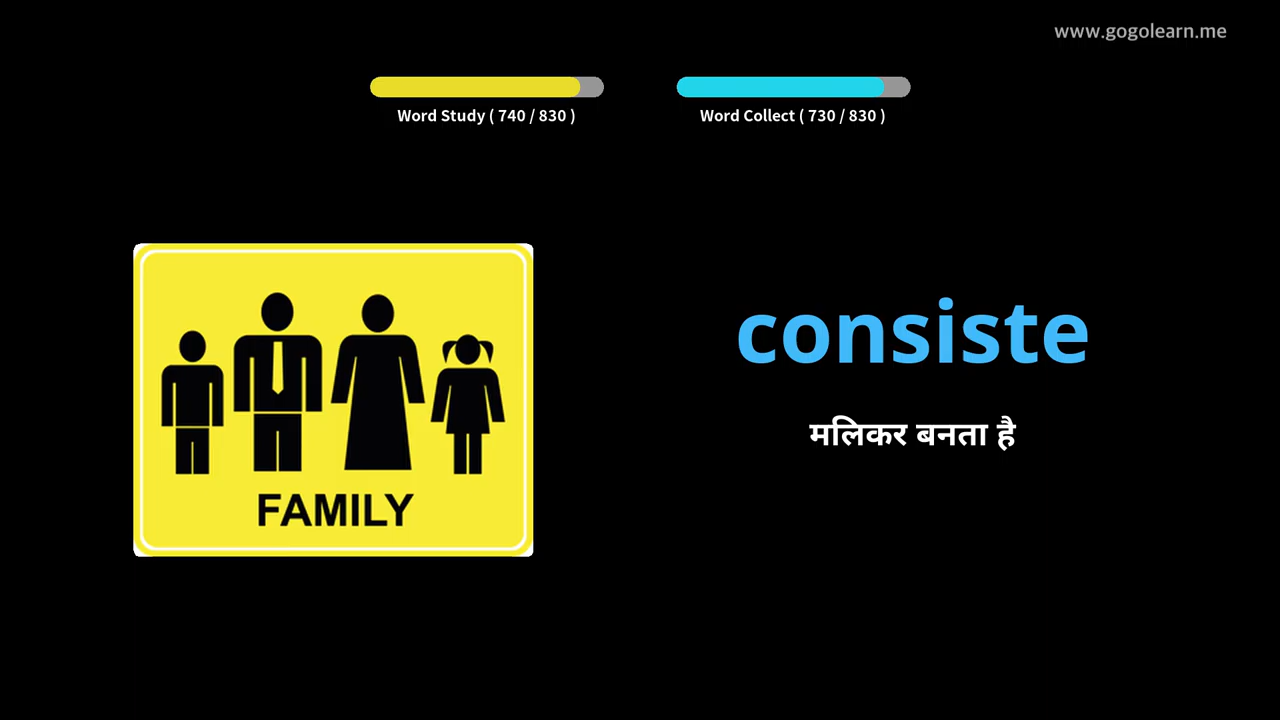 www.gogolearn.me
Word Study ( 740 / 830 )
Word Collect ( 730 / 830 )
consiste
मलिकर बनता है
FAMILY